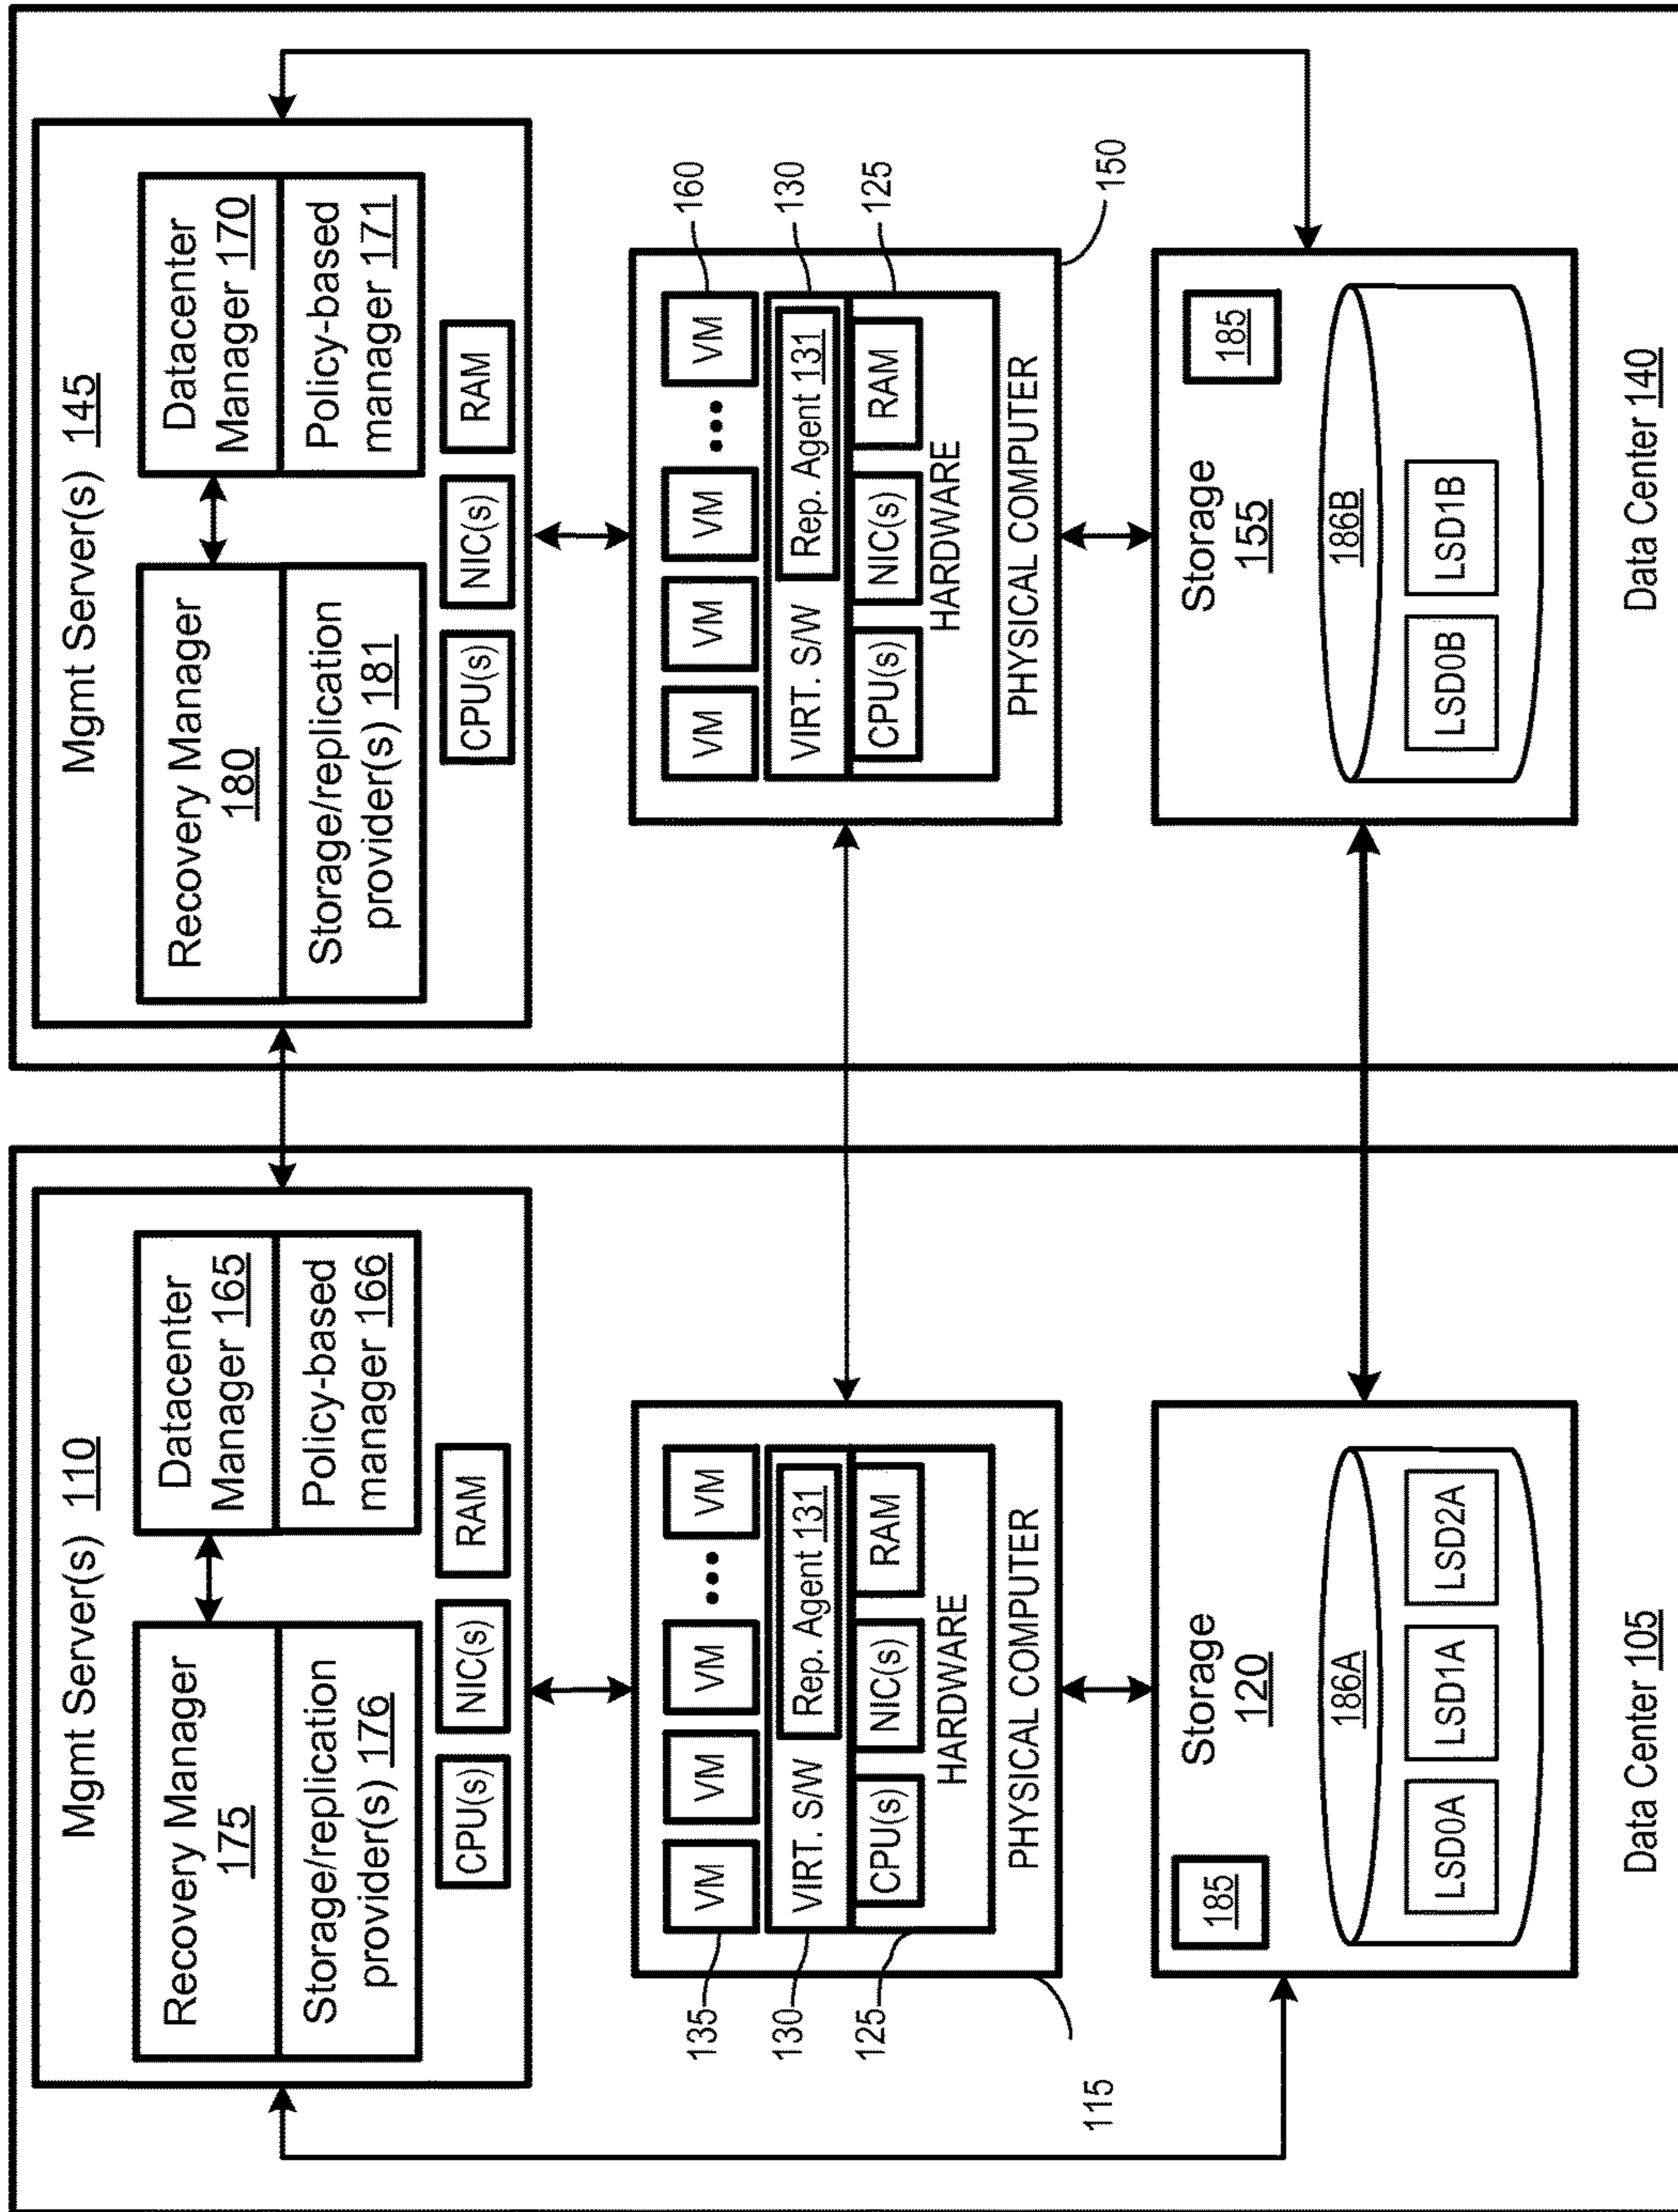 Mgmt Server(s) 110
Recovery Manager
175
Storage/replication
provider(s) 176
Datacenter
Manager 165
Policy-based
manager 166
CPU(s)
NIC(s)
RAM
135
VM
VM
VM
VM
130
VIRT. S/W
Rep. Agent 131
125
CPU(s)
NIC(s)
RAM
HARDWARE
PHYSICAL COMPUTER
115
Storage
120
185
186A
LSD0A
LSD1A
LSD2A
Data Center 105
Mgmt Server(s) 145
Recovery Manager
180
Storage/replication
provider(s) 181
Datacenter
Manager 170
Policy-based
manager 171
CPU(s)
NIC(s)
RAM
VM
VM
VM
VM
160
VIRT. S/W
Rep. Agent 131
130
CPU(s)
NIC(s)
RAM
125
HARDWARE
PHYSICAL COMPUTER
150
Storage
155
185
186B
LSD0B
LSD1B
Data Center 140